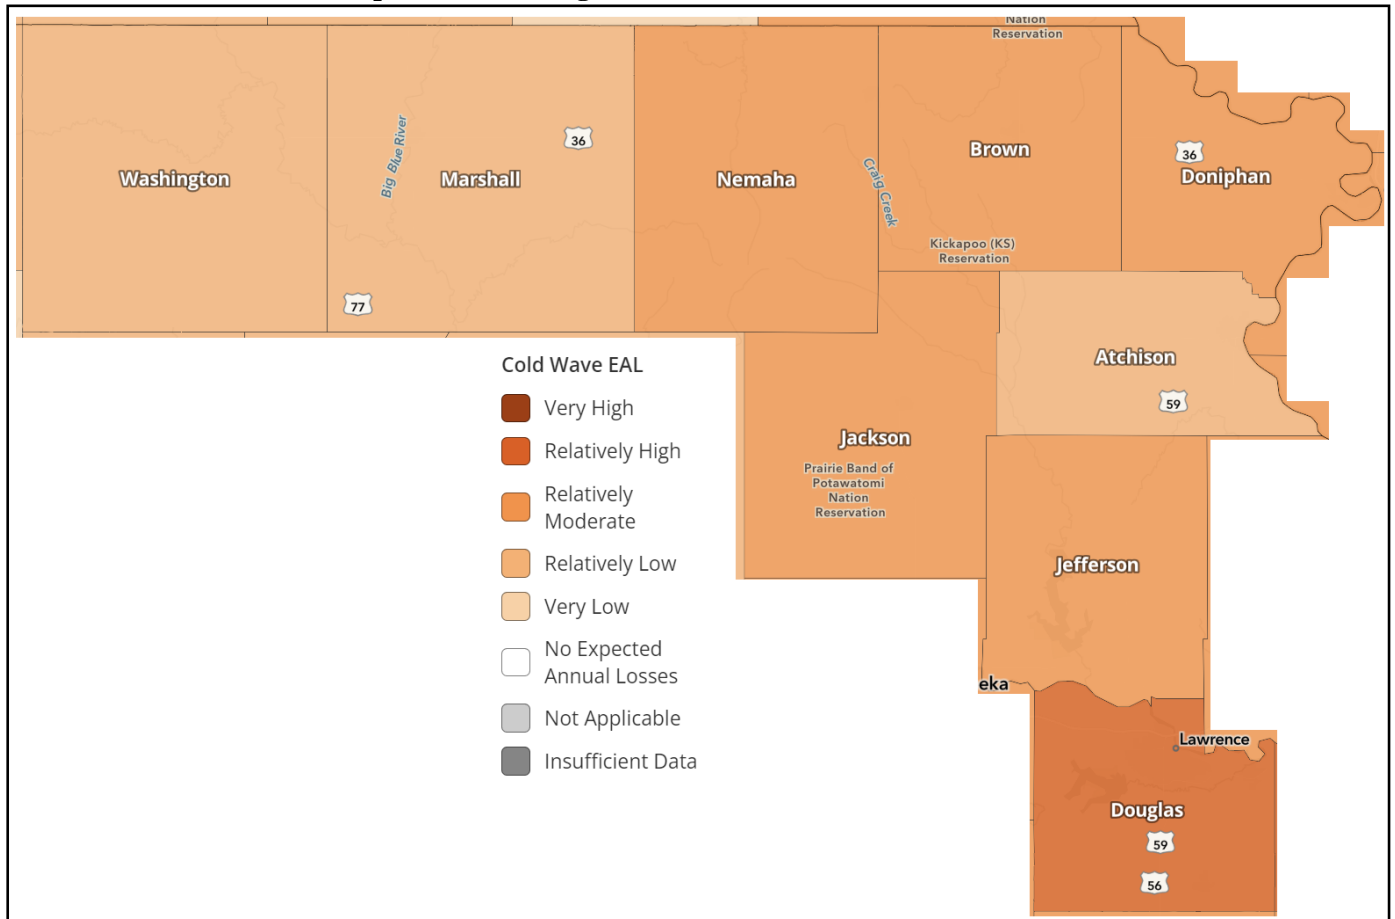 Nation
Reservation
36
Big Blue River
Washington
Marshall
Nemaha
Craig Creek
Brown
36
Doniphan
Kickapoo (KS)
Reservation
77
Atchison
59
Jackson
Prairie Band of
Potawatomi
Nation
Reservation
Jefferson
eka
Lawrence
Douglas
59
56
Cold Wave EAL
Very High
Relatively High
Relatively
Moderate
Relatively Low
Very Low
No Expected
Annual Losses
Not Applicable
Insufficient Data